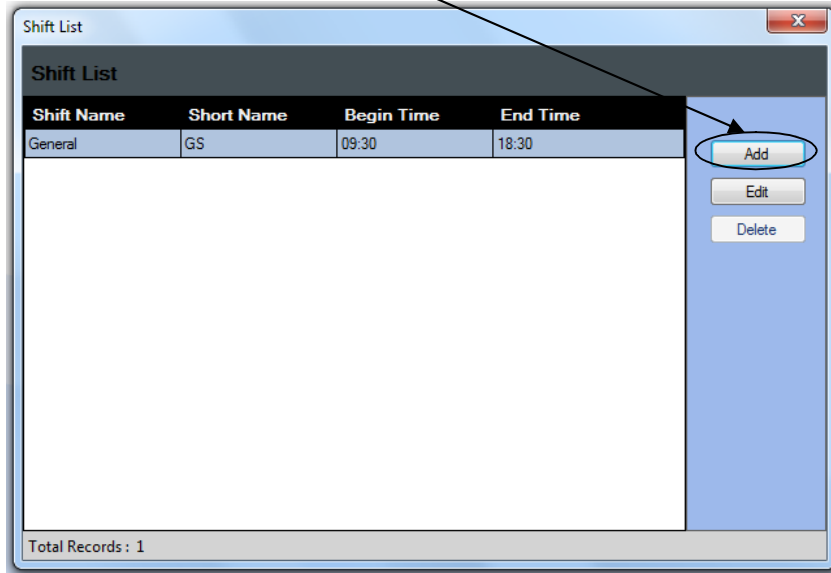 Shift List
Shift List
Shift Name Short Name Begin Time End Time
General GS 09:30 18:30
Add
Edit
Delete
Total Records : 1